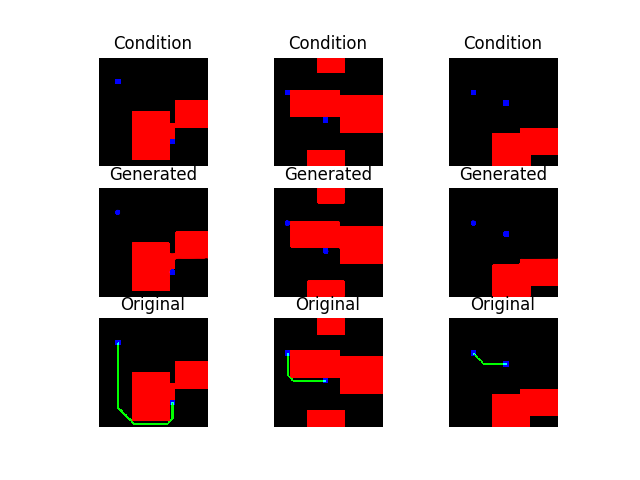 Condition Condition Condition
Generated Generated Generated
Original Original Original